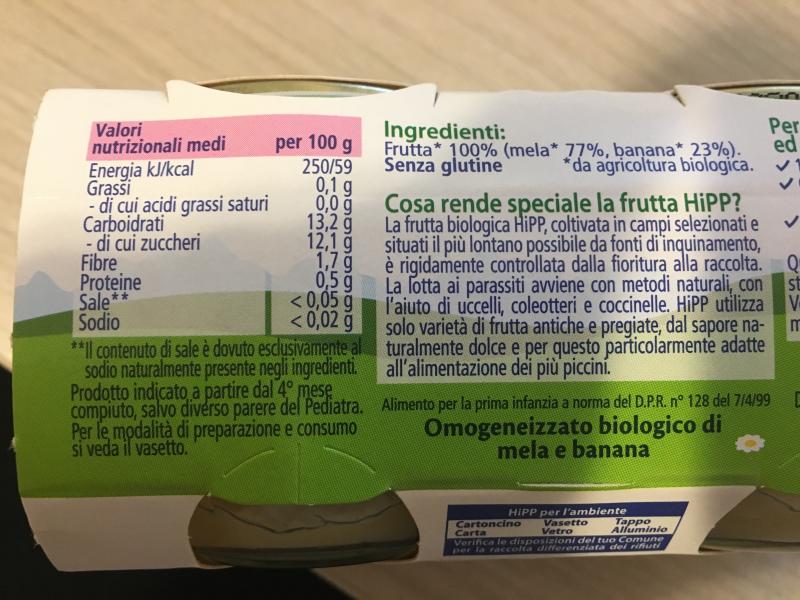 Valori
nutrizionali medi per 100 g
Energia kJ/kcal 250/59
Grassi 0,1 g
- di cui acidi grassi saturi 0,0 g
Carboidrati 13,2 g
- di cui zuccheri 12,1 g
Fibre 1,7 g
Proteine 0,5 g
Sale** < 0,05 g
Sodio < 0,02 g
**Il contenuto di sale è dovuto esclusivamente al
sodio naturalmente presente negli ingredienti.
Prodotto indicato a partire dal 4° mese
compiuto, salvo diverso parere del Pediatra.
Per le modalità di preparazione e consumo
si veda il vasetto.
Ingredienti:
Frutta* 100% (mela* 77%, banana* 23%).
Senza glutine *da agricoltura biologica.
Cosa rende speciale la frutta HiPP?
La frutta biologica HiPP, coltivata in campi selezionati e
situati il più lontano possibile da fonti di inquinamento,
è rigidamente controllata dalla fioritura alla raccolta.
La lotta ai parassiti avviene con metodi naturali, con
l'aiuto di uccelli, coleotteri e coccinelle. HiPP utilizza
solo varietà di frutta antiche e pregiate, dal sapore na-
turalmente dolce e per questo particolarmente adatte
all'alimentazione dei più piccini.
Alimento per la prima infanzia a norma del D.P.R. n° 128 del 7/4/99
Omogeneizzato biologico di
mela e banana
HiPP per l'ambiente
Cartoncino Vasetto Tappo
Carta Vetro Alluminio
Verifica le disposizioni del tuo Comune
per la raccolta differenziata dei rifiuti
Per
ed